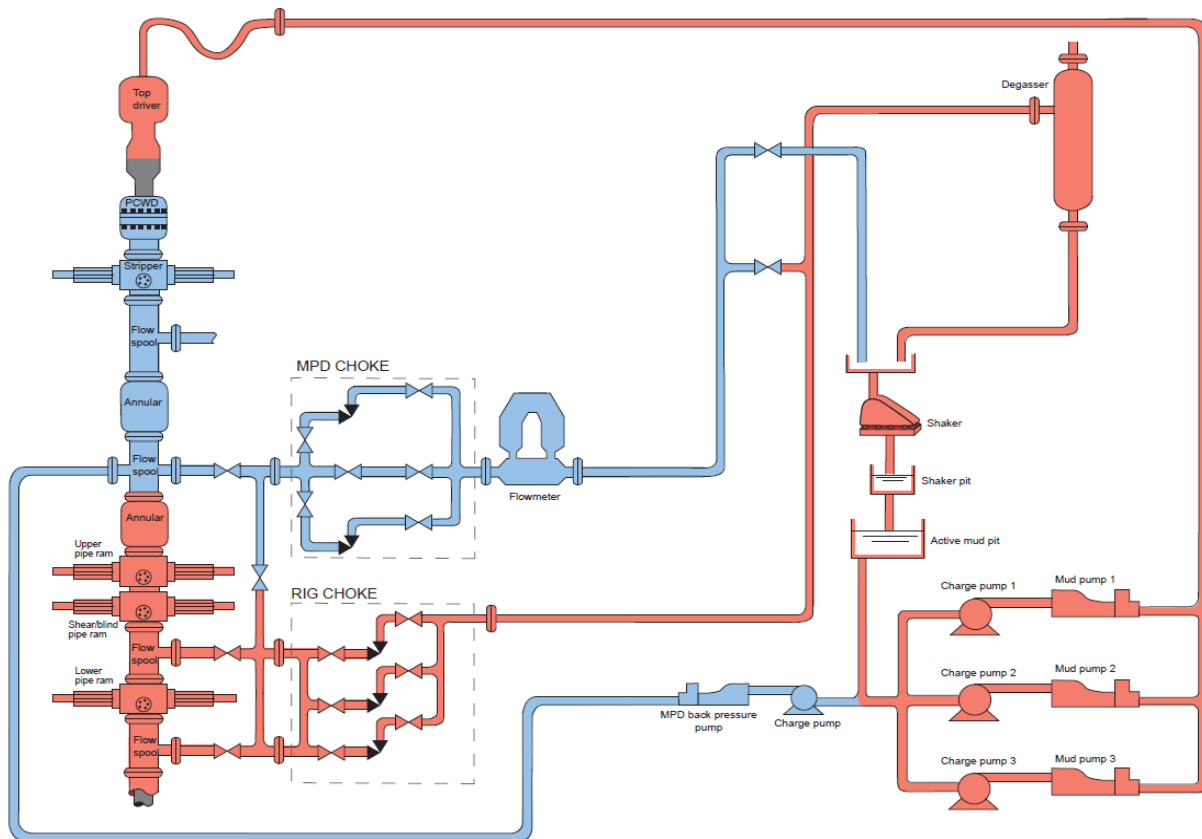 Top
driver
Degasser
PCWD
Stripper
Flow
spool
MPD CHOKE
Annular
Flow
spool
Flowmeter
Shaker
Shaker pit
Annular
Active mud pit
Upper
pipe ram
RIG CHOKE
Shear/blind
pipe ram
Flow
spool
Lower
pipe ram
Flow
spool
Charge pump 1
Mud pump 1
Charge pump 2
Mud pump 2
MPD back pressure
pump
Charge pump
Charge pump 3
Mud pump 3